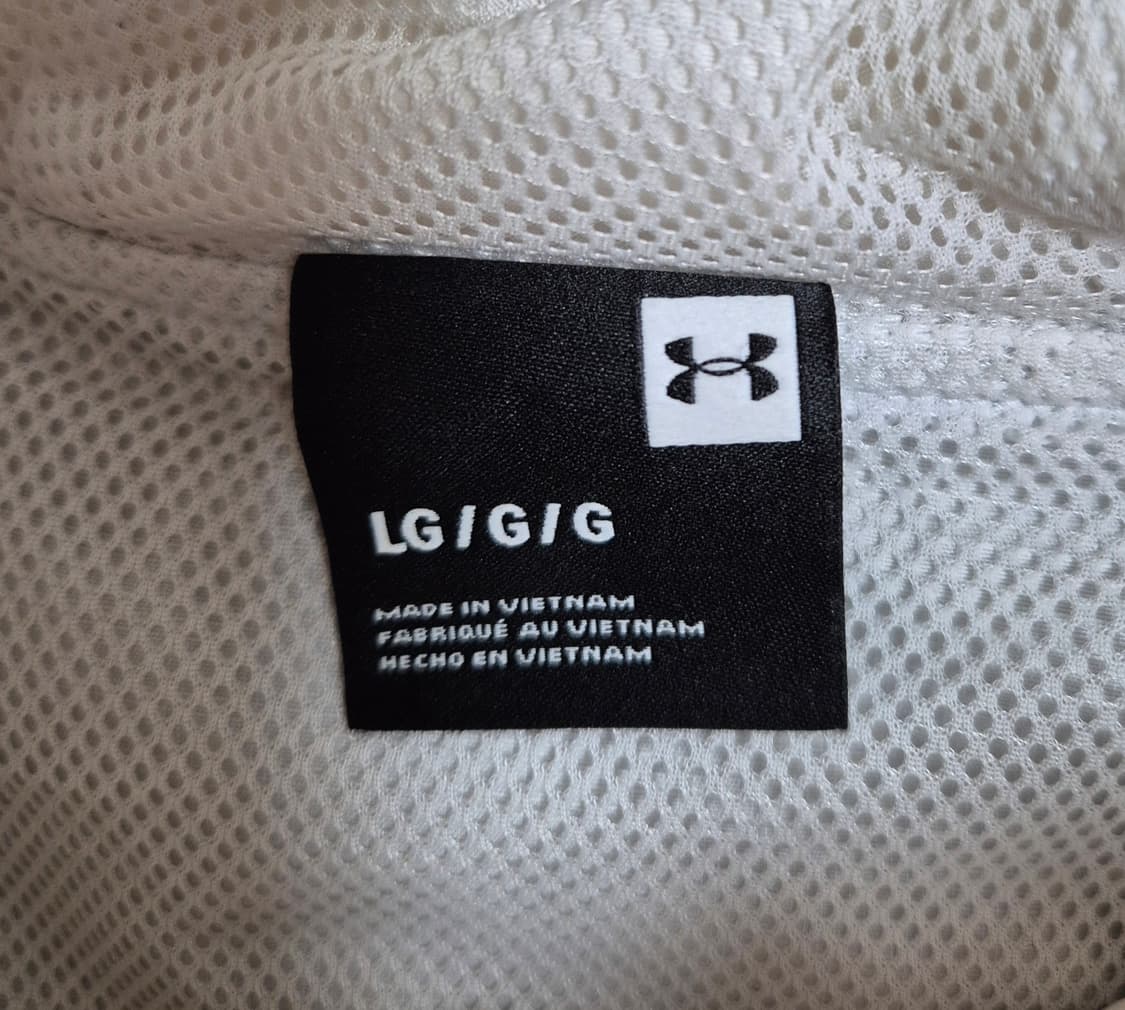 LG/G/G
MADE IN VIETNAM
FABRIQUÉ AU VIETNAM
HECHO EN VIETNAM